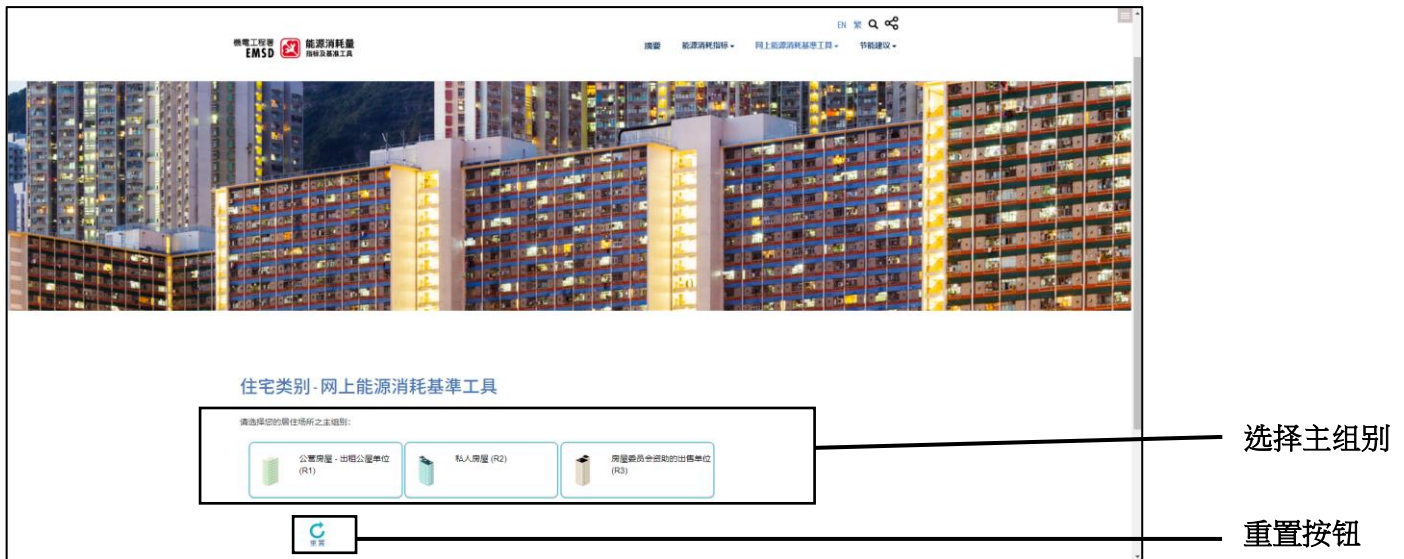 EN 繁
機電工程署
EMSD
能源消耗量
指标及基准工具
摘要 能源消耗指标 网上能源消耗基准工具 节能建议
住宅类别-网上能源消耗基準工具
请选择您的居住场所之主组别:
公营房屋 - 出租公屋单位
(R1)
私人房屋 (R2)
房屋委员会资助的出售单位
(R3)
选择主组别
重置
重置按钮